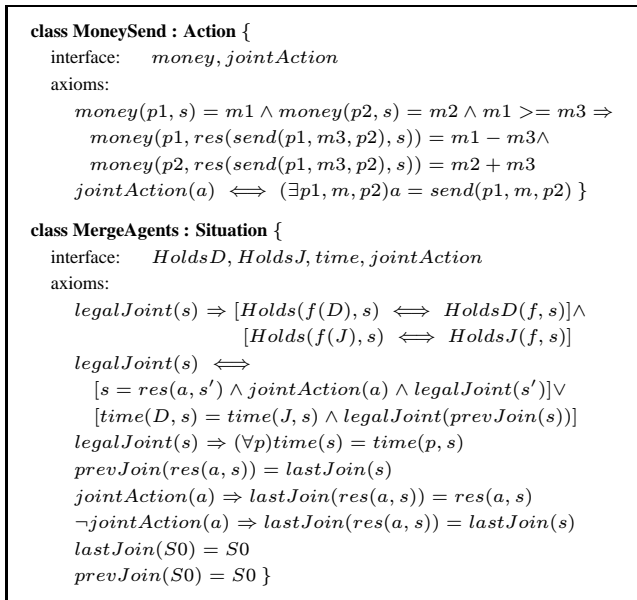 class MoneySend : Action {
interface: money, jointAction
axioms:
money(p1, s) = m1 ∧ money(p2, s) = m2 ∧ m1 >= m3 ⇒
money(p1, res(send(p1, m3, p2), s)) = m1 − m3∧
money(p2, res(send(p1, m3, p2), s)) = m2 + m3
jointAction(a) ⟺ (∃p1, m, p2)a = send(p1, m, p2) }
class MergeAgents : Situation {
interface: HoldsD, HoldsJ, time, jointAction
axioms:
legalJoint(s) ⇒ [Holds(f(D), s) ⟺ HoldsD(f, s)]∧
[Holds(f(J), s) ⟺ HoldsJ(f, s)]
legalJoint(s) ⟺
[s = res(a, s′) ∧ jointAction(a) ∧ legalJoint(s′)]∨
[time(D, s) = time(J, s) ∧ legalJoint(prevJoin(s))]
legalJoint(s) ⇒ (∀p)time(s) = time(p, s)
prevJoin(res(a, s)) = lastJoin(s)
jointAction(a) ⇒ lastJoin(res(a, s)) = res(a, s)
¬jointAction(a) ⇒ lastJoin(res(a, s)) = lastJoin(s)
lastJoin(S0) = S0
prevJoin(S0) = S0 }